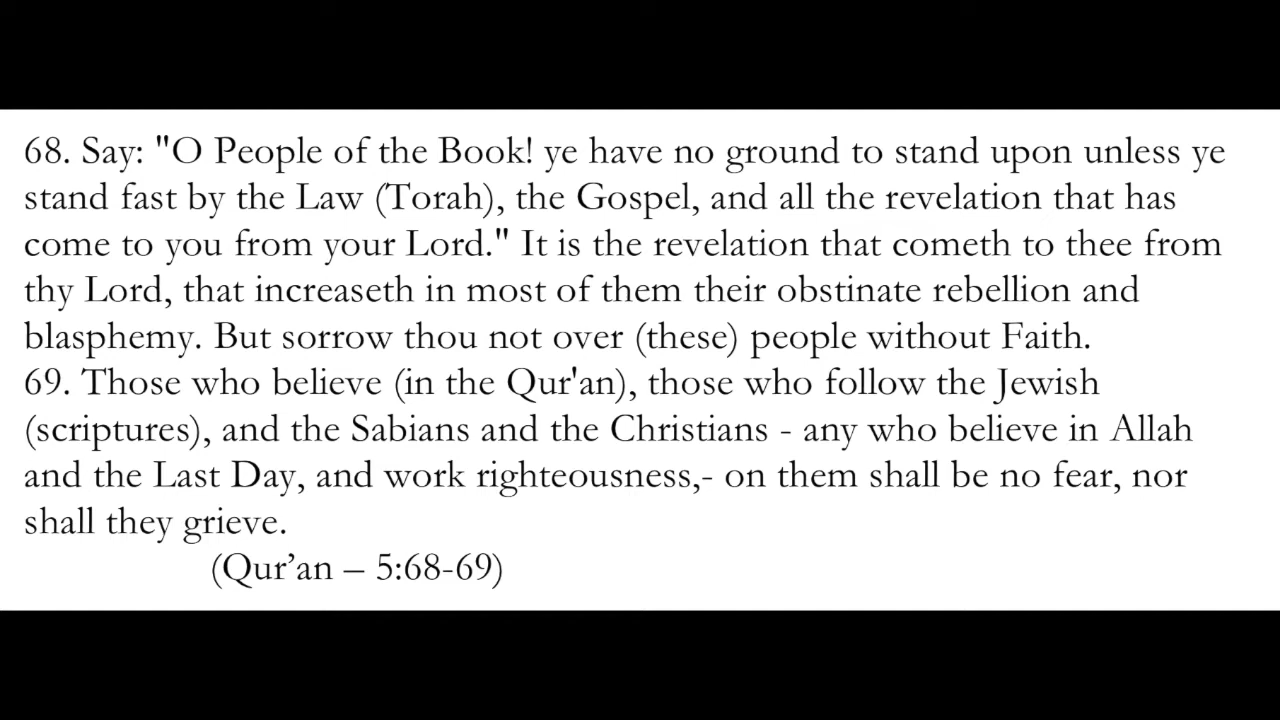 68. Say: "O People of the Book! ye have no ground to stand upon unless ye
stand fast by the Law (Torah), the Gospel, and all the revelation that has
come to you from your Lord." It is the revelation that cometh to thee from
thy Lord, that increaseth in most of them their obstinate rebellion and
blasphemy. But sorrow thou not over (these) people without Faith.
69. Those who believe (in the Qur'an), those who follow the Jewish
(scriptures), and the Sabians and the Christians - any who believe in Allah
and the Last Day, and work righteousness,- on them shall be no fear, nor
shall they grieve.
(Qur’an – 5:68-69)